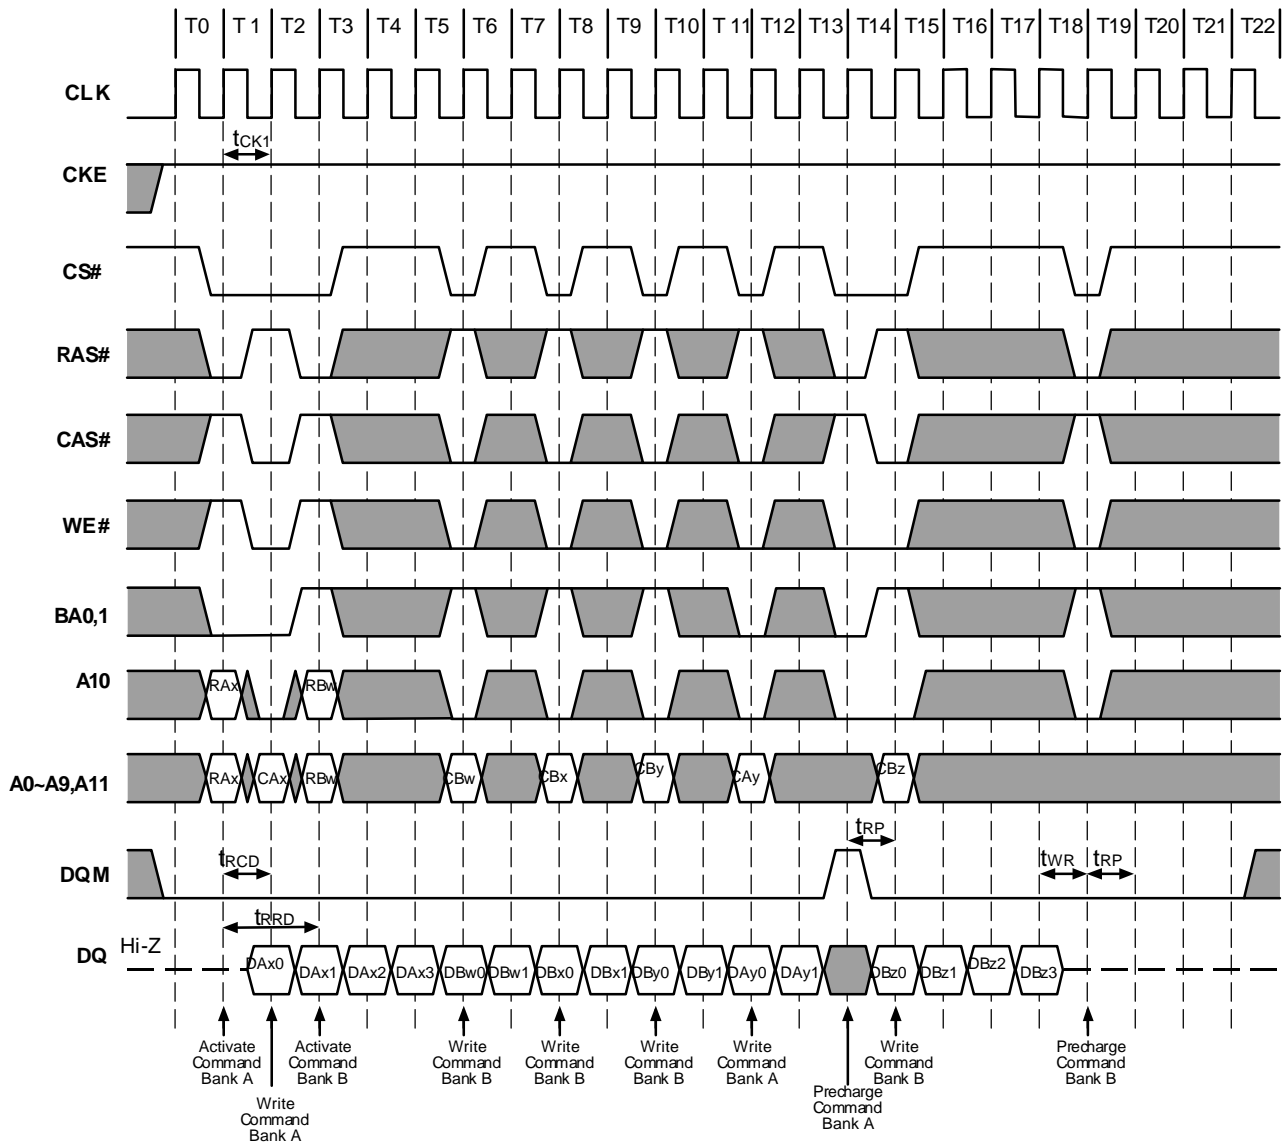 T0 T 1 T2 T3 T4 T5 T6 T7 T8 T9 T10 T 11 T12 T13 T14 T15 T16 T17 T18 T19 T20 T21 T22
CLK
tCK1
CKE
CS#
RAS#
CAS#
WE#
BA0,1
A10 RAx RBw
A0~A9,A11 RAx CAx RBw CBw CBx CBy CAy CBz
tRP
DQM tRCD tWR tRP
tRRD
DQ Hi-Z DAx0 DAx1 DAx2 DAx3 DBw0 DBw1 DBx0 DBx1 DBy0 DBy1 DAy0 DAy1 DBz0 DBz1 DBz2 DBz3
Activate
Command
Bank A
Write
Command
Bank A
Activate
Command
Bank B
Write
Command
Bank B
Write
Command
Bank B
Write
Command
Bank B
Write
Command
Bank A
Precharge
Command
Bank A
Write
Command
Bank B
Precharge
Command
Bank B